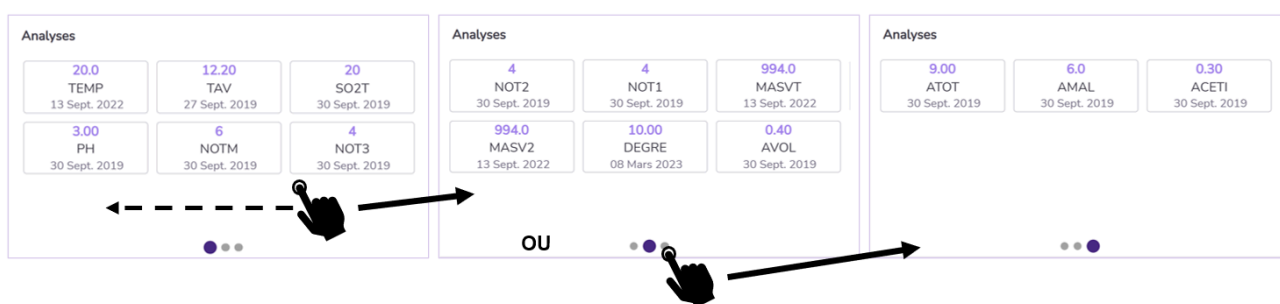 Analyses
20.0 12.20 20
TEMP TAV SO2T
13 Sept. 2022 27 Sept. 2019 30 Sept. 2019
3.00 6 4
PH NOTM NOT3
30 Sept. 2019 30 Sept. 2019 30 Sept. 2019
Analyses
4 4 994.0
NOT2 NOT1 MASVT
30 Sept. 2019 30 Sept. 2019 13 Sept. 2022
994.0 10.00 0.40
MASV2 DEGRE AVOL
13 Sept. 2022 08 Mars 2023 30 Sept. 2019
OU
Analyses
9.00 6.0 0.30
ATOT AMAL ACETI
30 Sept. 2019 30 Sept. 2019 30 Sept. 2019